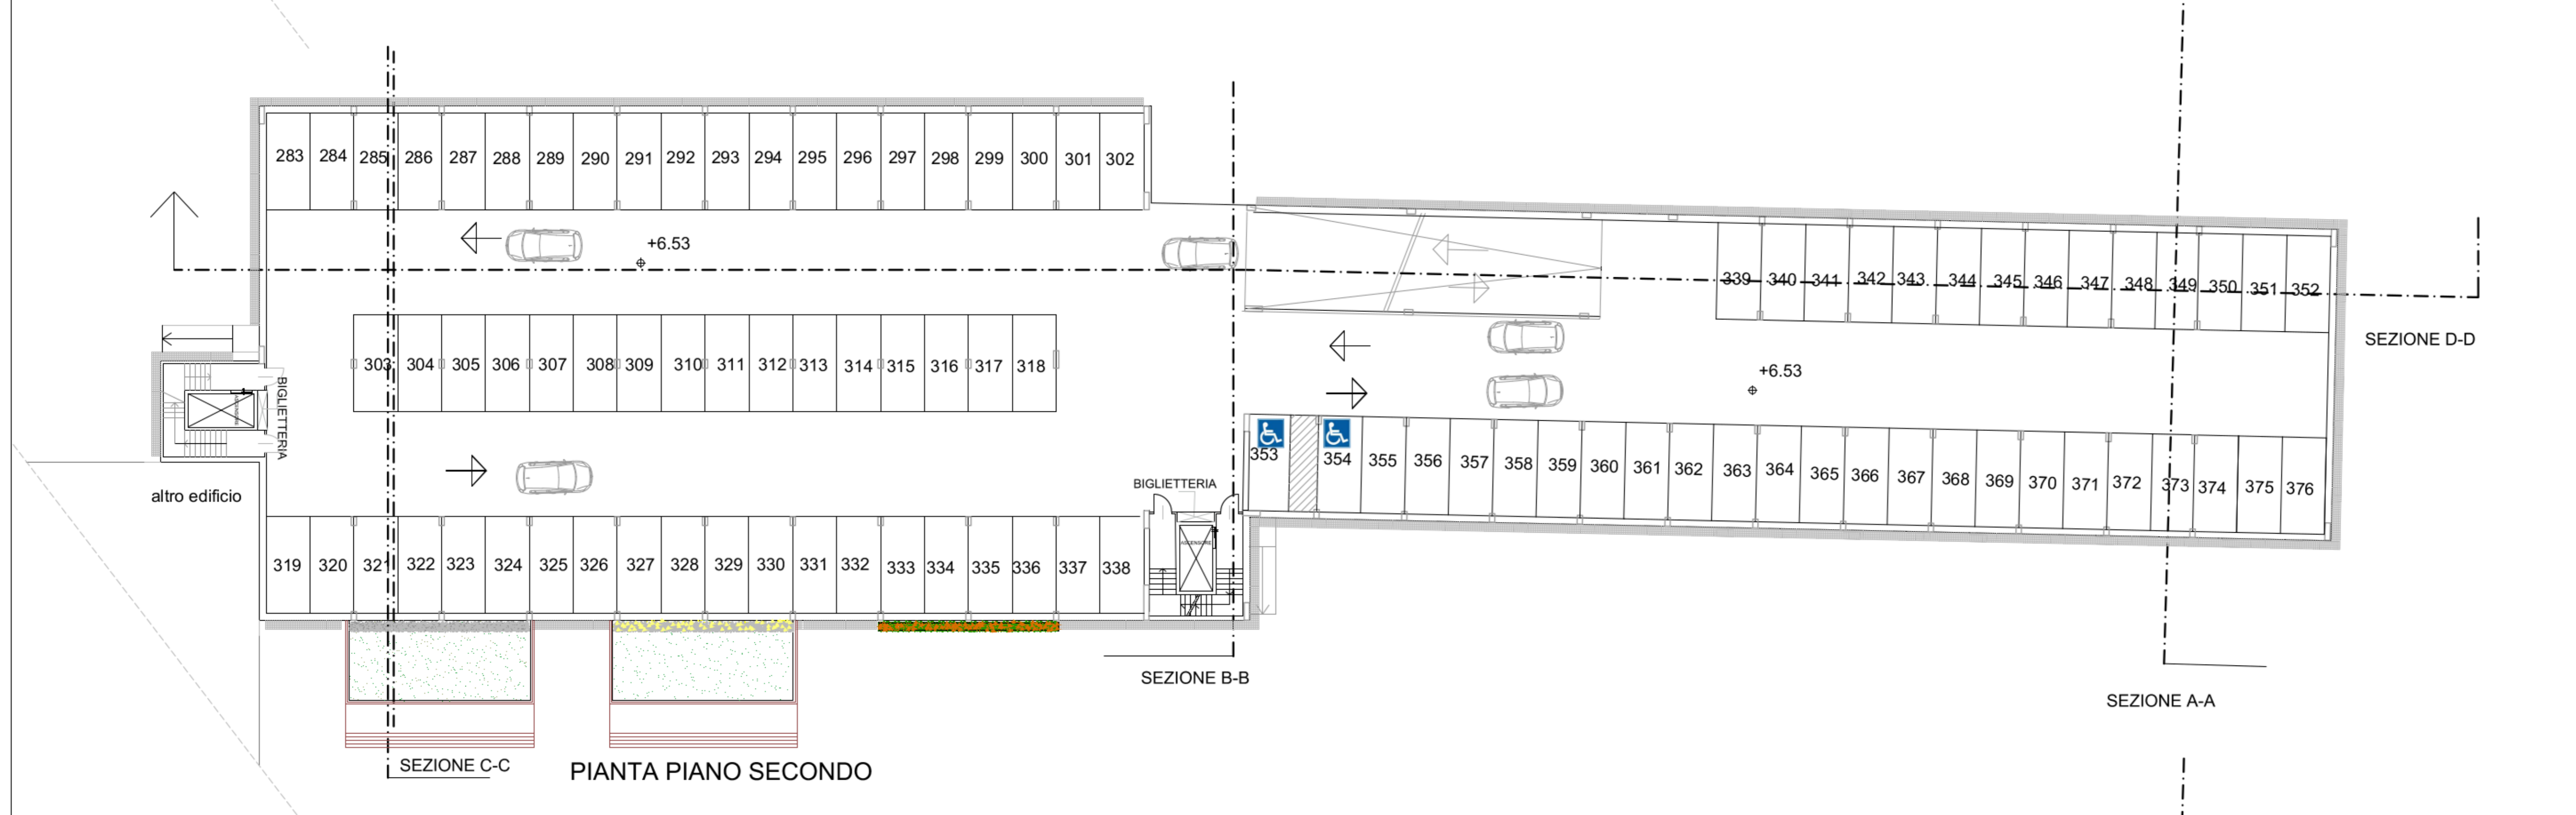 283 284 285 286 287 288 289 290 291 292 293 294 295 296 297 298 299 300 301 302
+6.53
339 340 341 342 343 344 345 346 347 348 349 350 351 352
SEZIONE D-D
303 304 305 306 307 308 309 310 311 312 313 314 315 316 317 318
+6.53
BIGLIETTERIA
ASCENSORE
altro edificio
353 354 355 356 357 358 359 360 361 362 363 364 365 366 367 368 369 370 371 372 373 374 375 376
BIGLIETTERIA
ASCENSORE
319 320 321 322 323 324 325 326 327 328 329 330 331 332 333 334 335 336 337 338
SEZIONE B-B
SEZIONE A-A
SEZIONE C-C
PIANTA PIANO SECONDO